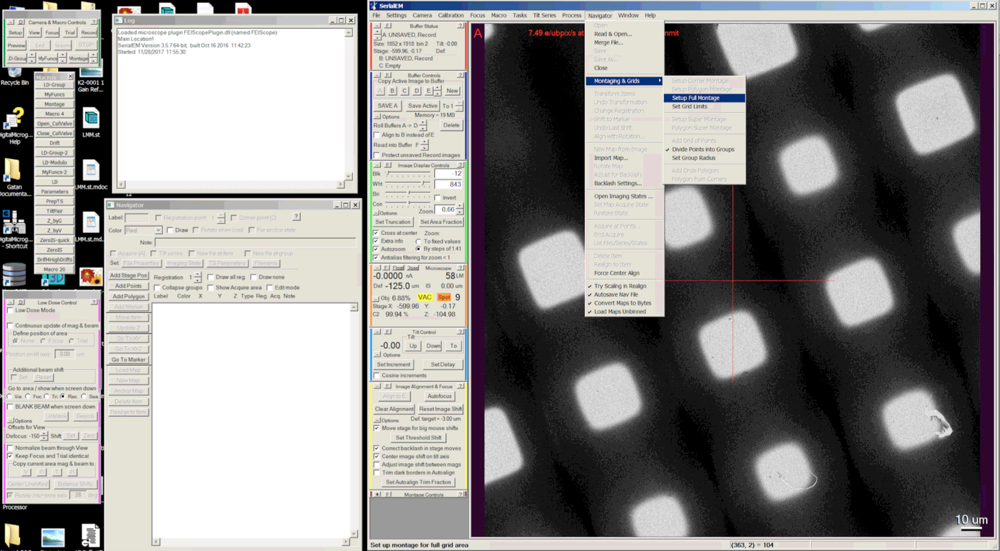 Camera & Macro Controls
Setup View Focus Trial Record
Preview End Resume STOP
MyFuncs Montage
Recycle Bin
K2-0001 1
Gain Ref...
Macros
LD-Group
MyFuncs
Montage
Macro 4
Open_ColValve
Close_ColValve
Drift
LD-Group-2
LD-Modulo
MyFuncs-2
LD
Parameters
PrepTS
TiltPair
Z_byG
Z_byV
ZeroIS-quick
ZeroIS
Drift4HighDrifts
Macro 20
DigitalMicrog...
Help
LMM.st
Gatan
Documenta...
LMM.st.mdoc
DigitalMicrog...
- Shortcut
LMM.st.md...
Low Dose Control
Low Dose Mode
Continuous update of mag & beam
Define position of area
None Focus Trial
Position on tilt axis: 0.00 um
Additional beam shift
Set Reset
Go to area / show when screen down
Vie. Foc. Tri. Rec. Sea.
BLANK BEAM when screen down
Unblank Search
Options
Offsets for View
Defocus: -150 Shift: Set Zero
Normalize beam through View
Keep Focus and Trial identical
Copy current area mag & beam to
V F T R
Center Unshifted Balance Shifts
Rotate inter-area axis 28 deg
Processor
Log
Loaded microscope plugin FEIScopePlugin.dll (named FEIScope)
Main Location!!
SerialEM Version 3.5.7 64-bit, built Oct 16 2016 11:42:23
Started 11/28/2017 11:55:30
12
Navigator
Label: Registration point 1 Corner point (C) ?
Color Red Draw Rotate when load For anchor state
Note:
Acquire (A) Tilt series New file at item New file at group
Set: File Properties Imaging State TS Parameters Filename
Add Stage Pos Registration 1 Draw all reg. Draw none
Add Points Collapse groups Show Acquire area Edit mode
Add Polygon Label Color X Y Z Type Reg. Acq. Note
Add Marker
Move Item
Update Z
Go To XY
Go To XYZ
Go To Marker
Load Map
New Map
Anchor Map
Delete Item
Realign to Item
SerialEM
File Settings Camera Calibration Focus Macro Tasks Tilt Series Process Navigator Window Help
Buffer Status
A: UNSAVED, Record
Size: 1852 x 1918 bin 2 Tilt -0.00
Stage: -599.96, -0.17 Def:
B: UNSAVED, Record
C: Empty
Buffer Controls
Copy Active Image to Buffer
A B C D E New
SAVE A Save Active To 1
Options Memory = 19 MB
Roll Buffers A -> D Delete
Align to B instead of E
Read into Buffer F
Protect unsaved Record images
Image Display Controls
Blk -12
Wht 843
Bri
Con Invert
Options Zoom 0.66
Set Truncation Set Area Fraction
Cross at center Zoom:
Extra info To fixed values
Autozoom By steps of 1.41
Antialias filtering for zoom < 1
Float Dosd Microscope
-0.0000 nA 58 LM
Def -125.0 um IS 0.00 um
Obj 6.88% VAC Spot 9
Stage X: -599.96 Y: -0.17
C2 99.94 % Z: -104.98
Tilt Control
Tilt
-0.00 Up Down To
Options
Set Increment Set Delay
Cosine increments
Image Alignment & Focus
Align to E Autofocus
Clear Alignment Reset Image Shift
Options Def. target = -3.00 um
Move stage for big mouse shifts
Set Threshold Shift
Correct backlash in stage moves
Center image shift on tilt axis
Adjust image shift between mags
Trim dark borders in Autoalign
Set Autoalign Trim Fraction
Montage Controls
A 7.49 e/ubpix/s at
Open
Read & Open...
Merge File...
Save
Save As...
Close
Montaging & Grids
Transform Items
Undo Transformation
Change Registration
Shift to Marker
Undo Last Shift
Align with Rotation...
New Map from Image
Import Map...
Rotate Map
Adjust for Backlash
Backlash Settings...
Open Imaging States ...
Set Map Acquire State
Restore State
Acquire at Points...
End Acquire
List Files/Series/States
Delete Item
Realign to Item
Force Center Align
Try Scaling in Realign
Autosave Nav File
Convert Maps to Bytes
Load Maps Unbinned
Setup Corner Montage
Setup Polygon Montage
Setup Full Montage
Set Grid Limits
Setup Super Montage
Polygon Super Montage
Add Grid of Points
Divide Points into Groups
Set Group Radius
Add Circle Polygon
Polygon from Corners
10 um
Set up montage for full grid area
(363, 2) = 104